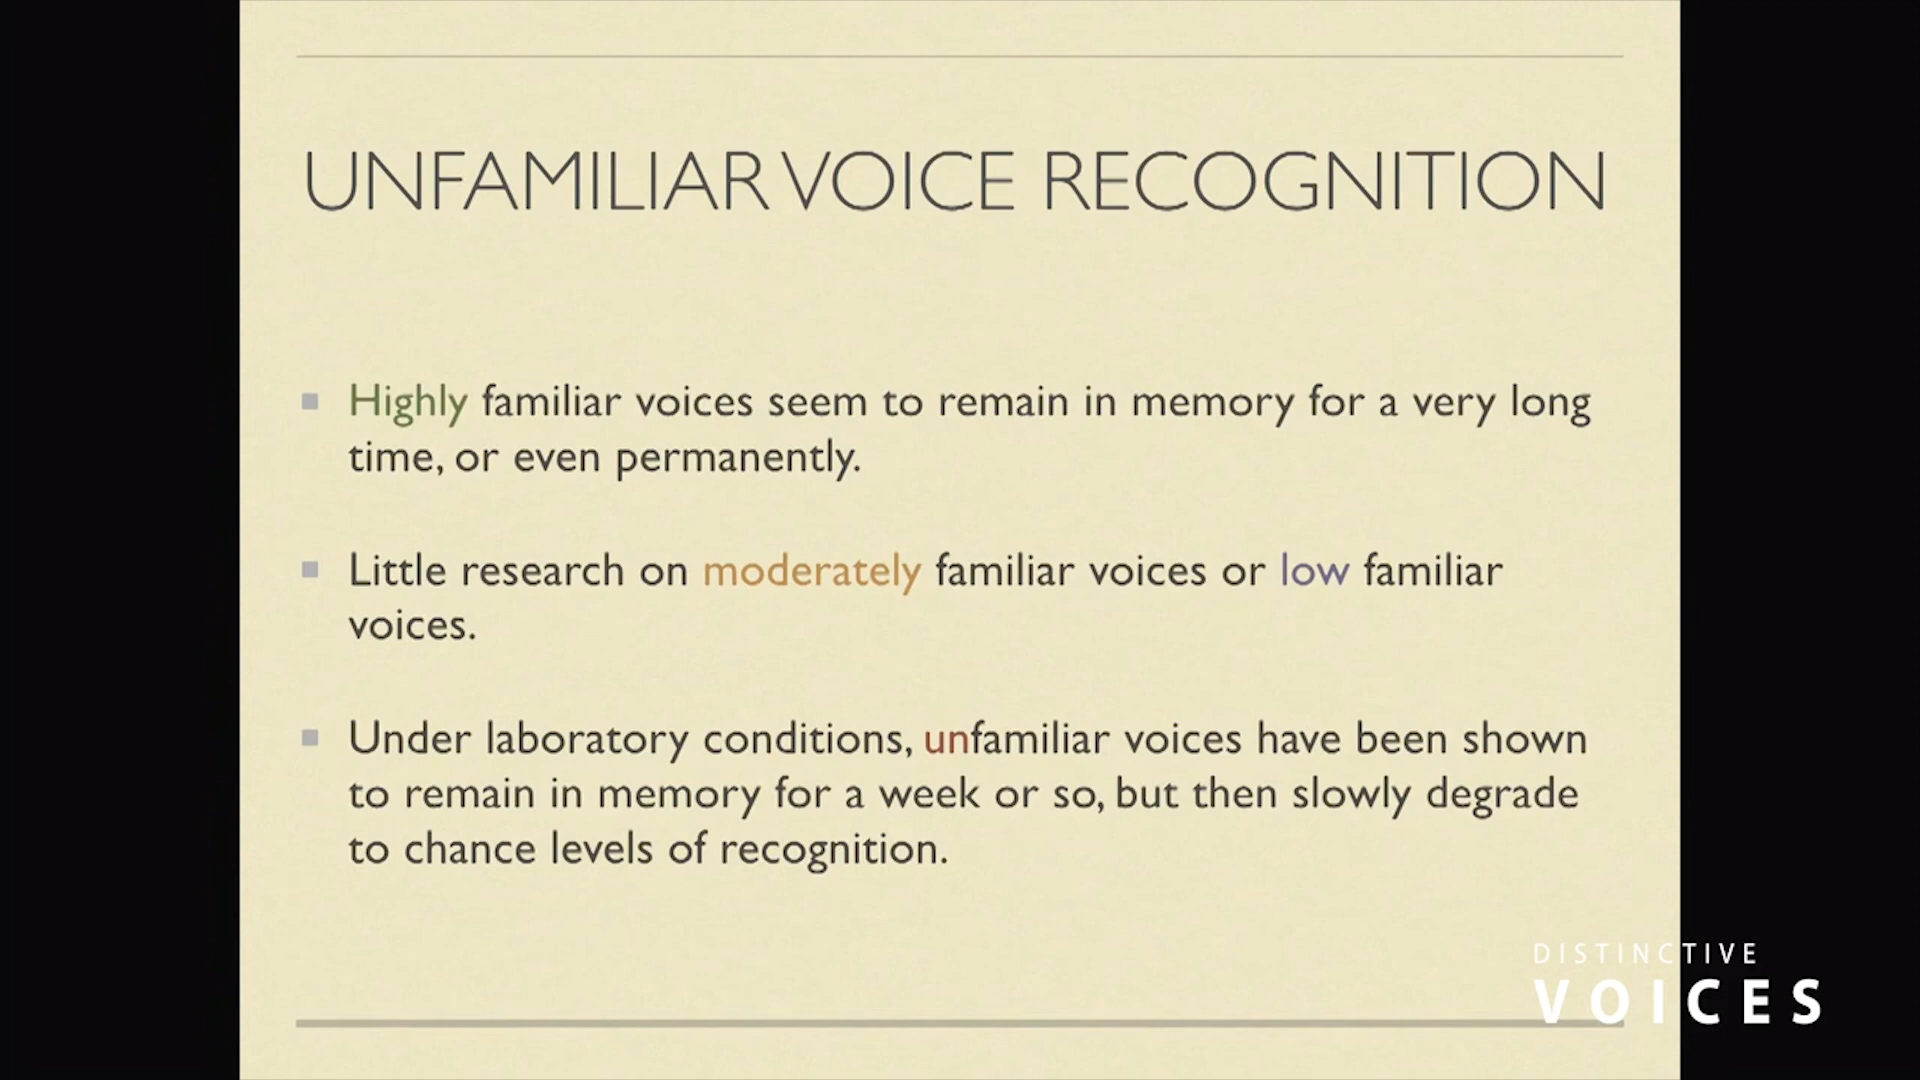 UNFAMILIAR VOICE RECOGNITION
Highly familiar voices seem to remain in memory for a very long
time, or even permanently.
Little research on moderately familiar voices or low familiar
voices.
Under laboratory conditions, unfamiliar voices have been shown
to remain in memory for a week or so, but then slowly degrade
to chance levels of recognition.
DISTINCTIVE
VOICES